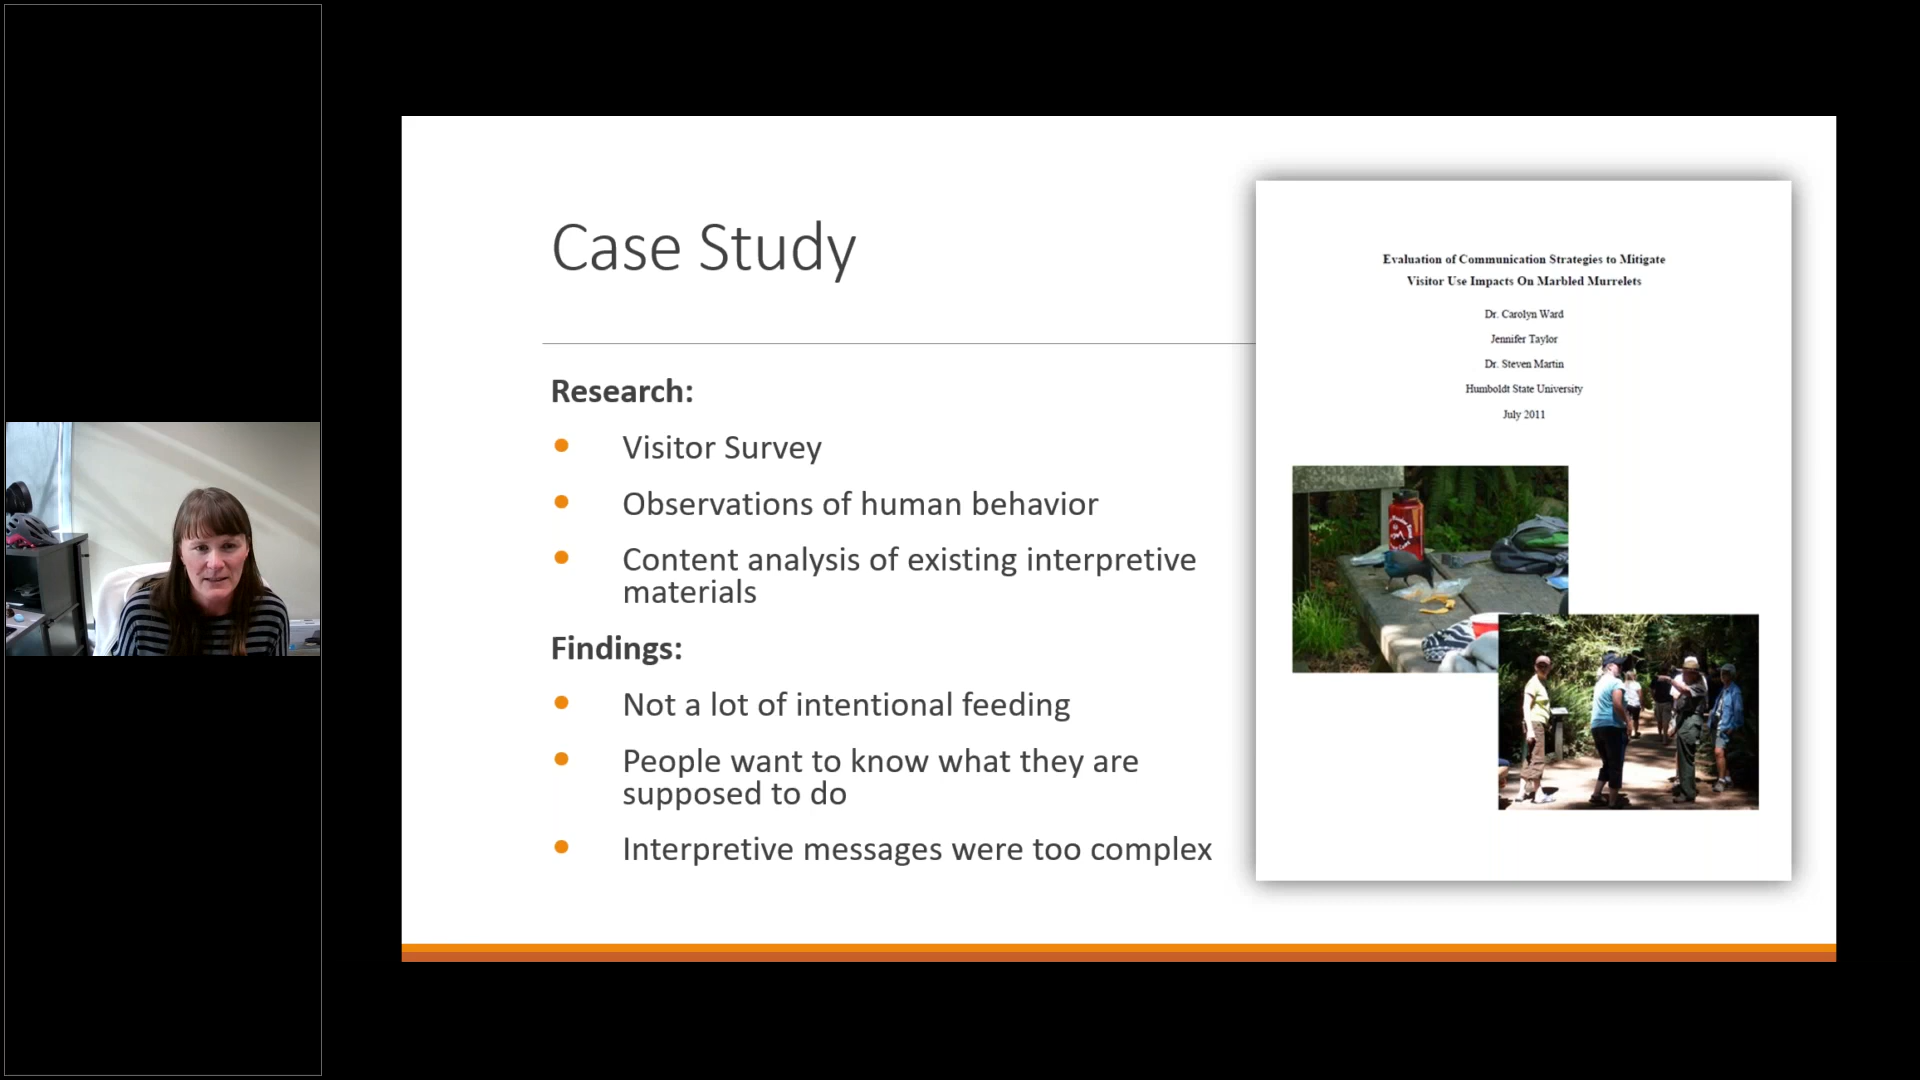 Case Study
Research:
Visitor Survey
Observations of human behavior
Content analysis of existing interpretive
materials
Findings:
Not a lot of intentional feeding
People want to know what they are
supposed to do
Interpretive messages were too complex
Evaluation of Communication Strategies to Mitigate
Visitor Use Impacts On Marbled Murrelets
Dr. Carolyn Ward
Jennifer Taylor
Dr. Steven Martin
Humboldt State University
July 2011